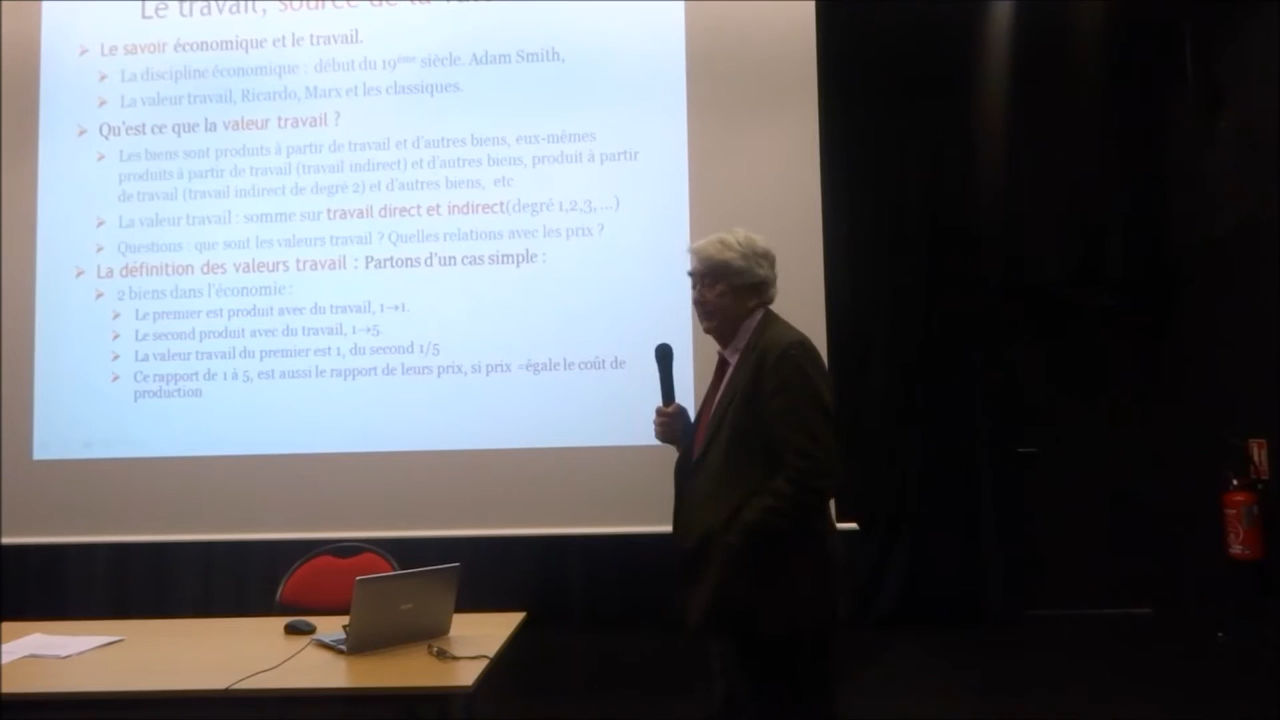 Le travail, source de la
➢ Le savoir économique et le travail.
➢ La discipline économique : début du 19ème siècle. Adam Smith,
➢ La valeur travail, Ricardo, Marx et les classiques.
➢ Qu'est ce que la valeur travail ?
➢ Les biens sont produits à partir de travail et d'autres biens, eux-mêmes
produits à partir de travail (travail indirect) et d'autres biens, produit à partir
de travail (travail indirect de degré 2) et d'autres biens, etc
➢ La valeur travail : somme sur travail direct et indirect(degré 1,2,3, ...)
➢ Questions : que sont les valeurs travail ? Quelles relations avec les prix ?
➢ La définition des valeurs travail : Partons d'un cas simple :
➢ 2 biens dans l'économie :
➢ Le premier est produit avec du travail, 1→1.
➢ Le second produit avec du travail, 1→5.
➢ La valeur travail du premier est 1, du second 1/5
➢ Ce rapport de 1 à 5, est aussi le rapport de leurs prix, si prix =égale le coût de
production
acer